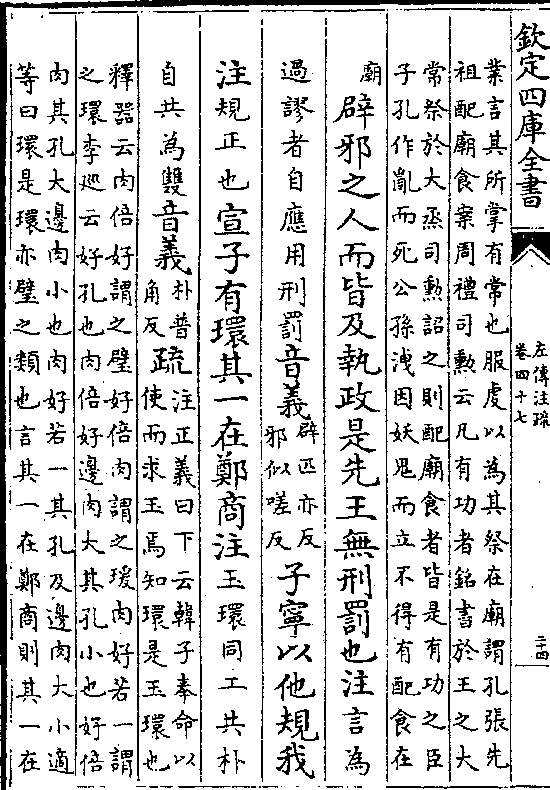 欽定四庫全書
左傳注疏
卷四十七
二十四
業言其所掌有常也服虔以為其祭在廟謂孔張先
祖配廟食案周禮司勲云凡有功者銘書於王之大
常祭於大烝司勲詔之則配廟食者皆是有功之臣
子孔作亂而死公孫洩因妖鬼而立不得有配食在
廟
辟邪之人而皆及執政是先王無刑罰也注言為
過謬者自應用刑罰音義辟匹亦反
邪似嗟反
子寧以他規我
注規正也宣子有環其一在鄭商注玉環同工共朴
自共為雙音義朴普
角反
疏注正義曰下云韓子奉命以
使而求玉焉知環是玉環也
釋器云肉倍好謂之璧好倍肉謂之瑗肉好若一謂
之環李廵云好孔也肉倍好邊肉大其孔小也好倍
肉其孔大邊肉小也肉好若一其孔及邊肉大小適
等曰環是環亦璧之類也言其一在鄭商則其一在